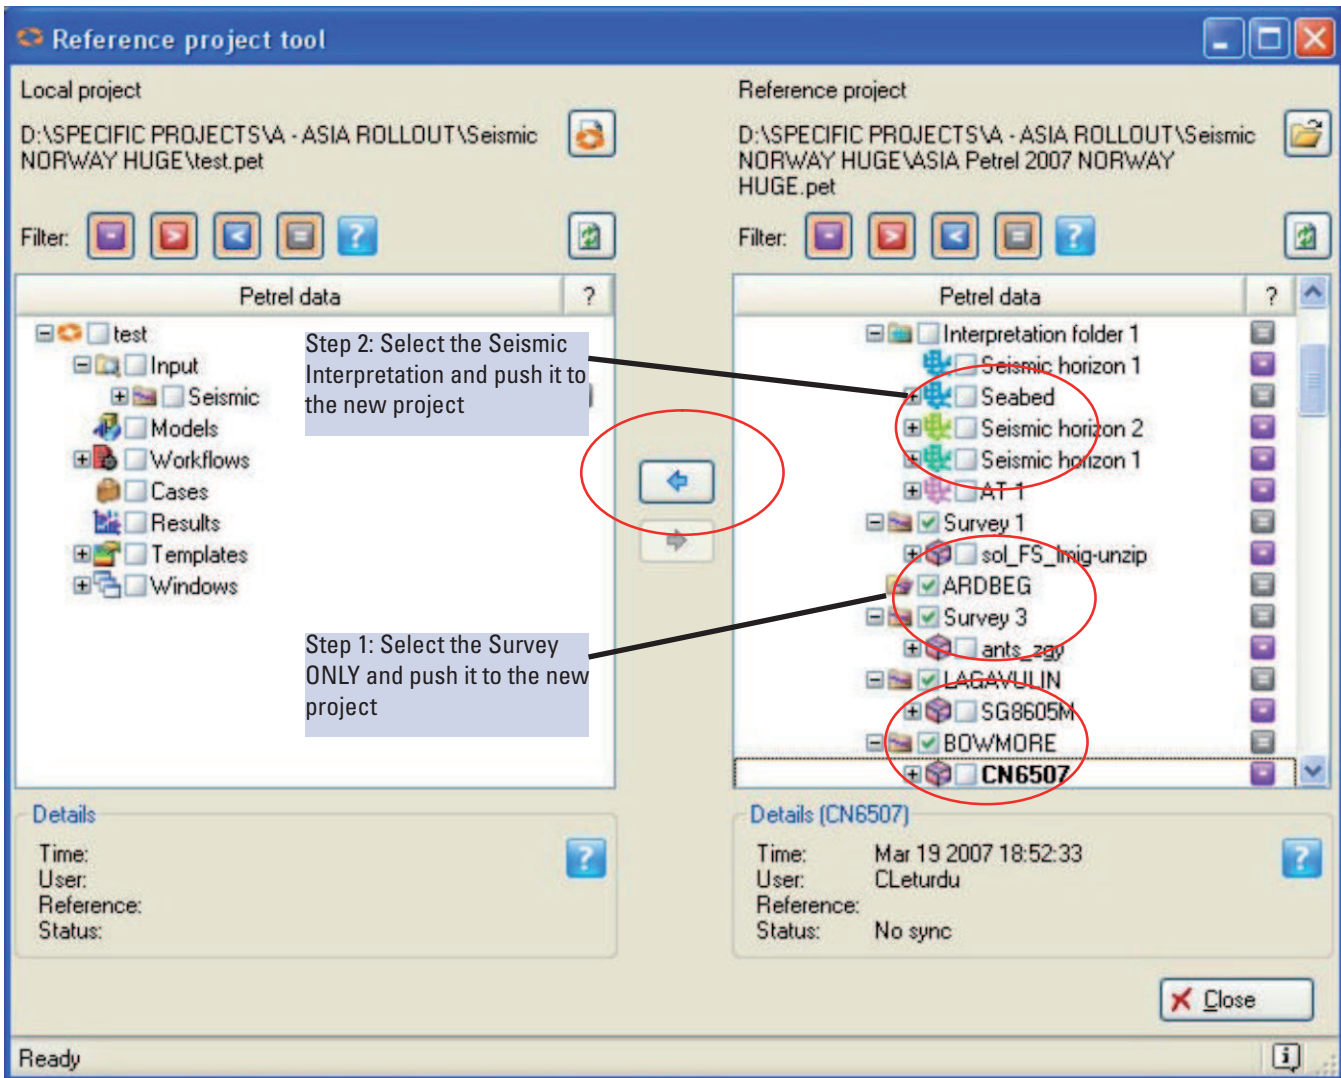 Reference project tool
Local project
D:\SPECIFIC PROJECTS\A - ASIA ROLLOUT\Seismic
NORWAY HUGE\test.pet
Filter:
Petrel data
?
test
Input
Seismic
Models
Workflows
Cases
Results
Templates
Windows
Step 2: Select the Seismic
Interpretation and push it to
the new project
Step 1: Select the Survey
ONLY and push it to the new
project
Details
Time:
User:
Reference:
Status:
Reference project
D:\SPECIFIC PROJECTS\A - ASIA ROLLOUT\Seismic
NORWAY HUGE\ASIA Petrel 2007 NORWAY
HUGE.pet
Filter:
Petrel data
?
Interpretation folder 1
Seismic horizon 1
Seabed
Seismic horizon 2
Seismic horizon 1
AT 1
Survey 1
sol_FS_lmig-unzip
ARDBEG
Survey 3
ants_zgy
LAGAVULIN
SG8605M
BOWMORE
CN6507
Details (CN6507)
Time: Mar 19 2007 18:52:33
User: CLeturdu
Reference:
Status: No sync
Close
Ready